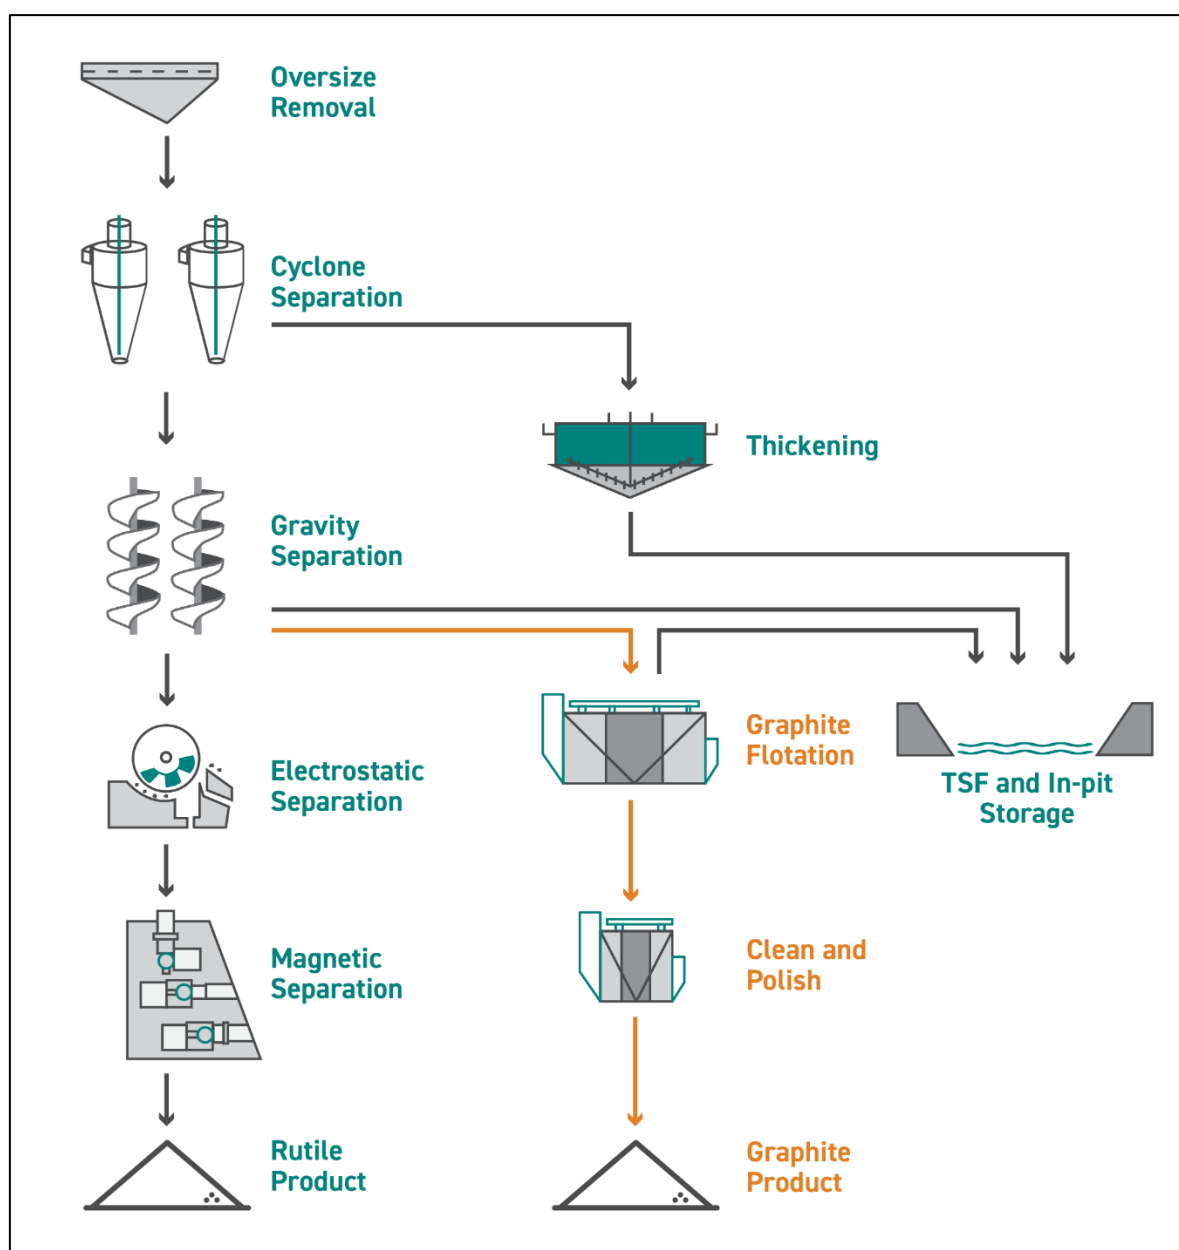 Oversize
Removal
Cyclone
Separation
Thickening
Gravity
Separation
Graphite
Flotation
Electrostatic
Separation
TSF and In-pit
Storage
Magnetic
Separation
Clean and
Polish
Rutile
Product
Graphite
Product